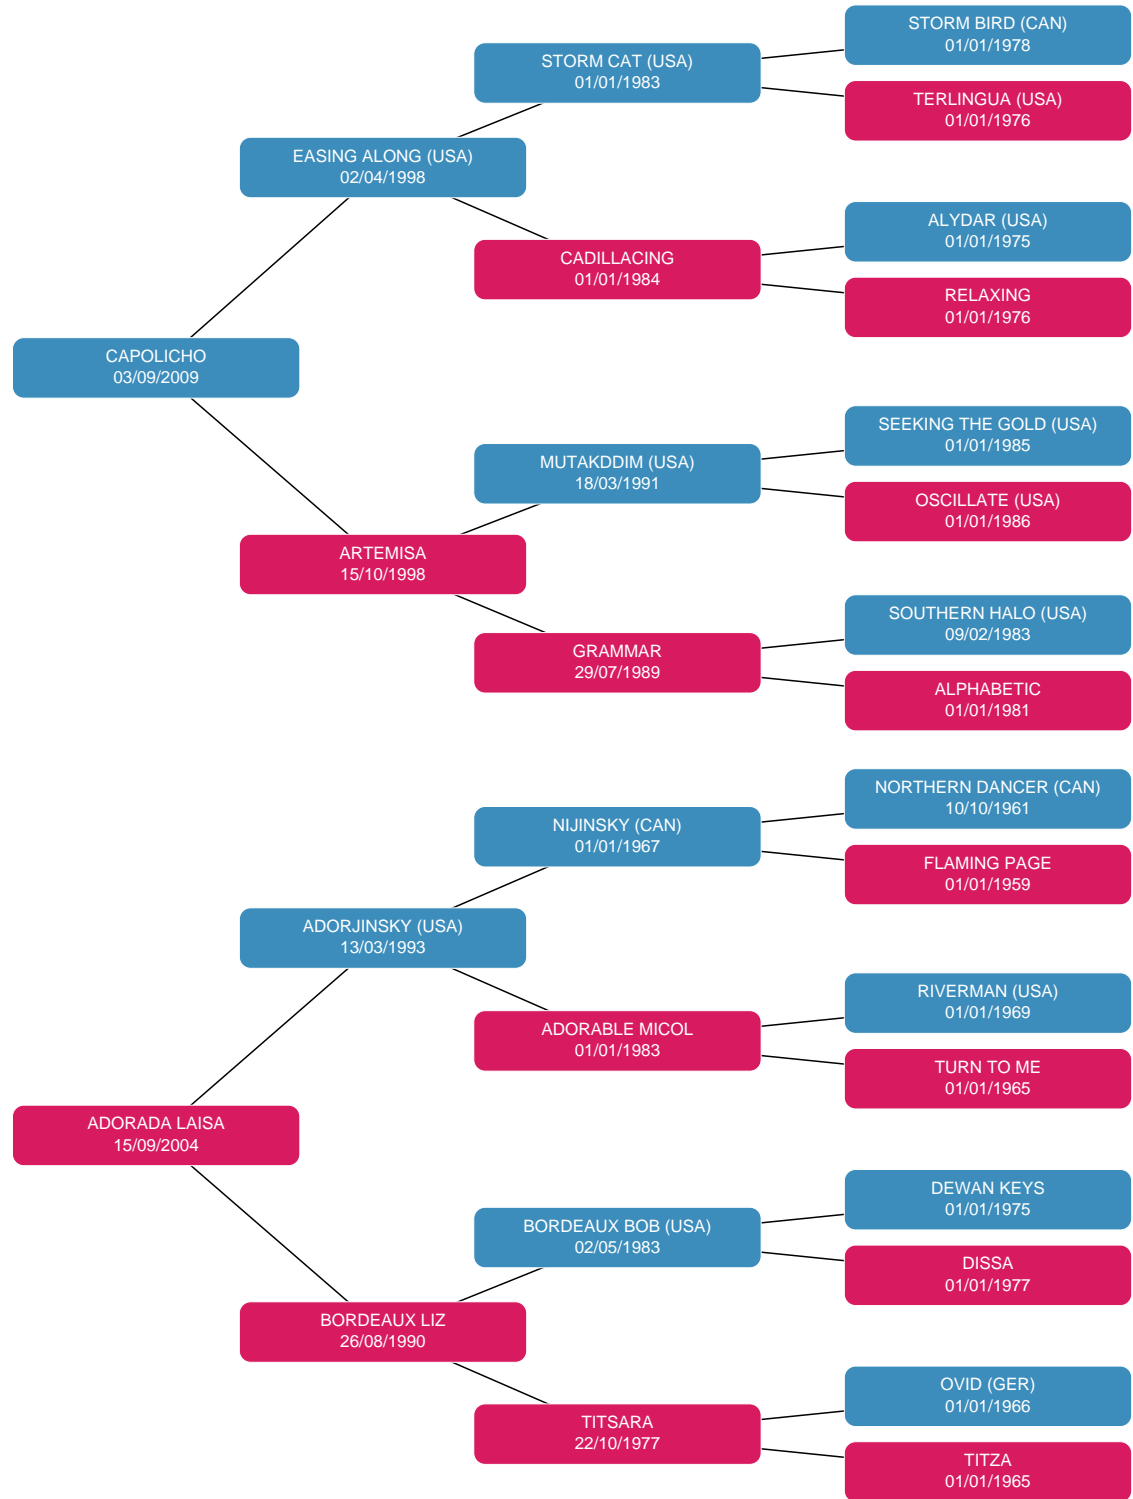 STORM BIRD (CAN)
01/01/1978
STORM CAT (USA)
01/01/1983
TERLINGUA (USA)
01/01/1976
EASING ALONG (USA)
02/04/1998
ALYDAR (USA)
01/01/1975
CADILLACING
01/01/1984
RELAXING
01/01/1976
CAPOLICHO
03/09/2009
SEEKING THE GOLD (USA)
01/01/1985
MUTAKDDIM (USA)
18/03/1991
OSCILLATE (USA)
01/01/1986
ARTEMISA
15/10/1998
SOUTHERN HALO (USA)
09/02/1983
GRAMMAR
29/07/1989
ALPHABETIC
01/01/1981
NORTHERN DANCER (CAN)
10/10/1961
NIJINSKY (CAN)
01/01/1967
FLAMING PAGE
01/01/1959
ADORJINSKY (USA)
13/03/1993
RIVERMAN (USA)
01/01/1969
ADORABLE MICOL
01/01/1983
TURN TO ME
01/01/1965
ADORADA LAISA
15/09/2004
DEWAN KEYS
01/01/1975
BORDEAUX BOB (USA)
02/05/1983
DISSA
01/01/1977
BORDEAUX LIZ
26/08/1990
OVID (GER)
01/01/1966
TITSARA
22/10/1977
TITZA
01/01/1965